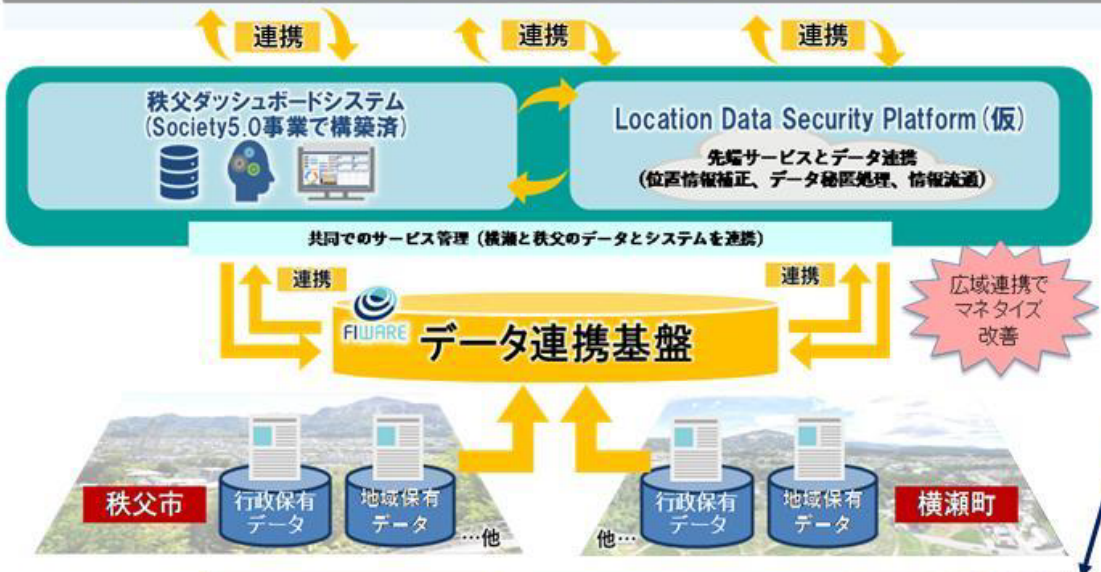 連携
連携
連携
秩父ダッシュボードシステム
(Society5.0事業で構築済)
Location Data Security Platform(仮)
先端サービスとデータ連携
(位置情報補正、データ秘匿処理、情報流通)
共同でのサービス管理(横瀬と秩父のデータとシステムを連携)
連携
連携
広域連携で
マネタイズ
改善
FIWARE
データ連携基盤
秩父市
行政保有
データ
地域保有
データ
…他
他…
行政保有
データ
地域保有
データ
横瀬町